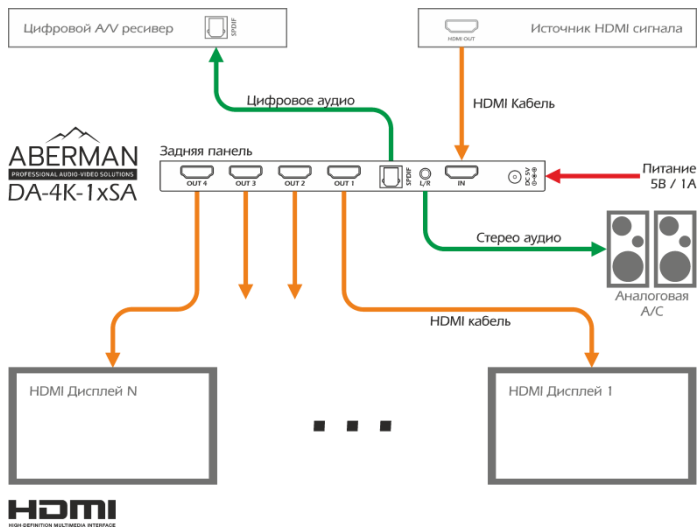 Цифровой A/V ресивер
SPDIF
HDMI OUT
Источник HDMI сигнала
Цифровое аудио
HDMI Кабель
ABERMAN
PROFESSIONAL AUDIO-VIDEO SOLUTIONS
DA-4K-1xSA
Задняя панель
OUT 4
OUT 3
OUT 2
OUT 1
SPDIF
L/R
IN
DC 5V
Питание
5В / 1А
Стерео аудио
Аналоговая
А/С
HDMI кабель
HDMI Дисплей N
HDMI Дисплей 1
HDMI
HIGH-DEFINITION MULTIMEDIA INTERFACE